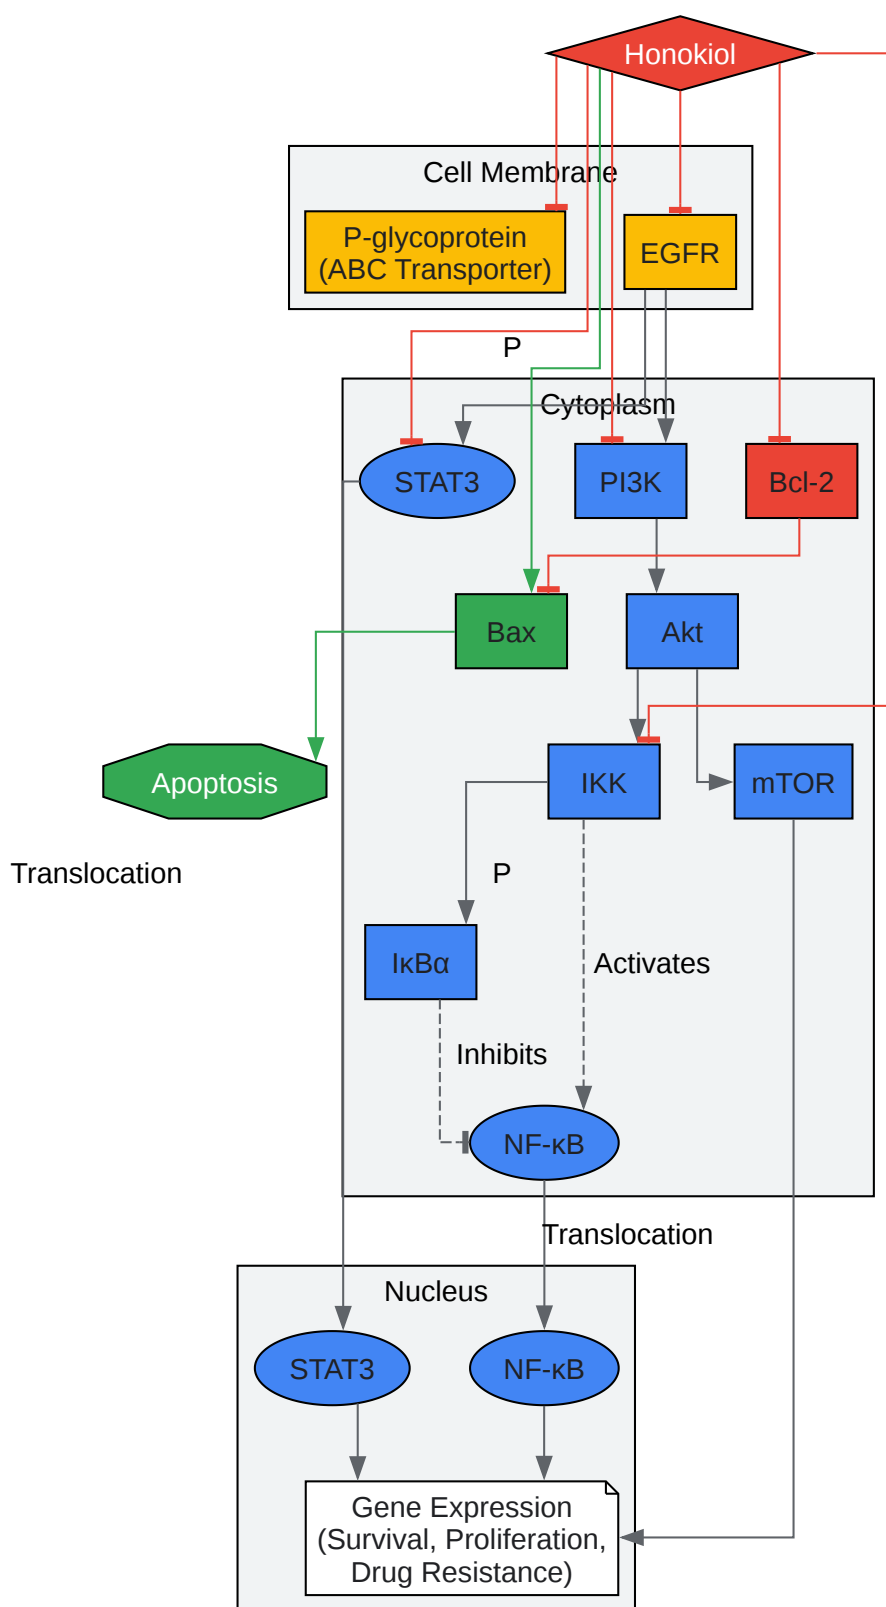 Honokiol
Cell Membrane
P-glycoprotein
(ABC Transporter)
EGFR
P
Cytoplasm
STAT3
PI3K
Bcl-2
Bax
Akt
Apoptosis
IKK
mTOR
Translocation
P
IκBα
Activates
Inhibits
NF-κB
Translocation
Nucleus
STAT3
NF-κB
Gene Expression
(Survival, Proliferation,
Drug Resistance)